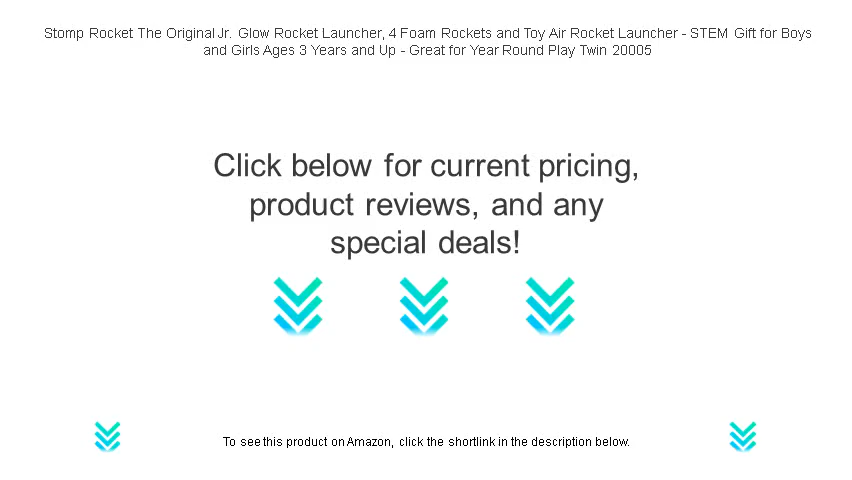 Stomp Rocket The Original Jr. Glow Rocket Launcher, 4 Foam Rockets and Toy Air Rocket Launcher - STEM Gift for Boys
and Girls Ages 3 Years and Up - Great for Year Round Play Twin 20005
Click below for current pricing,
product reviews, and any
special deals!
To see this product on Amazon, click the shortlink in the description below.